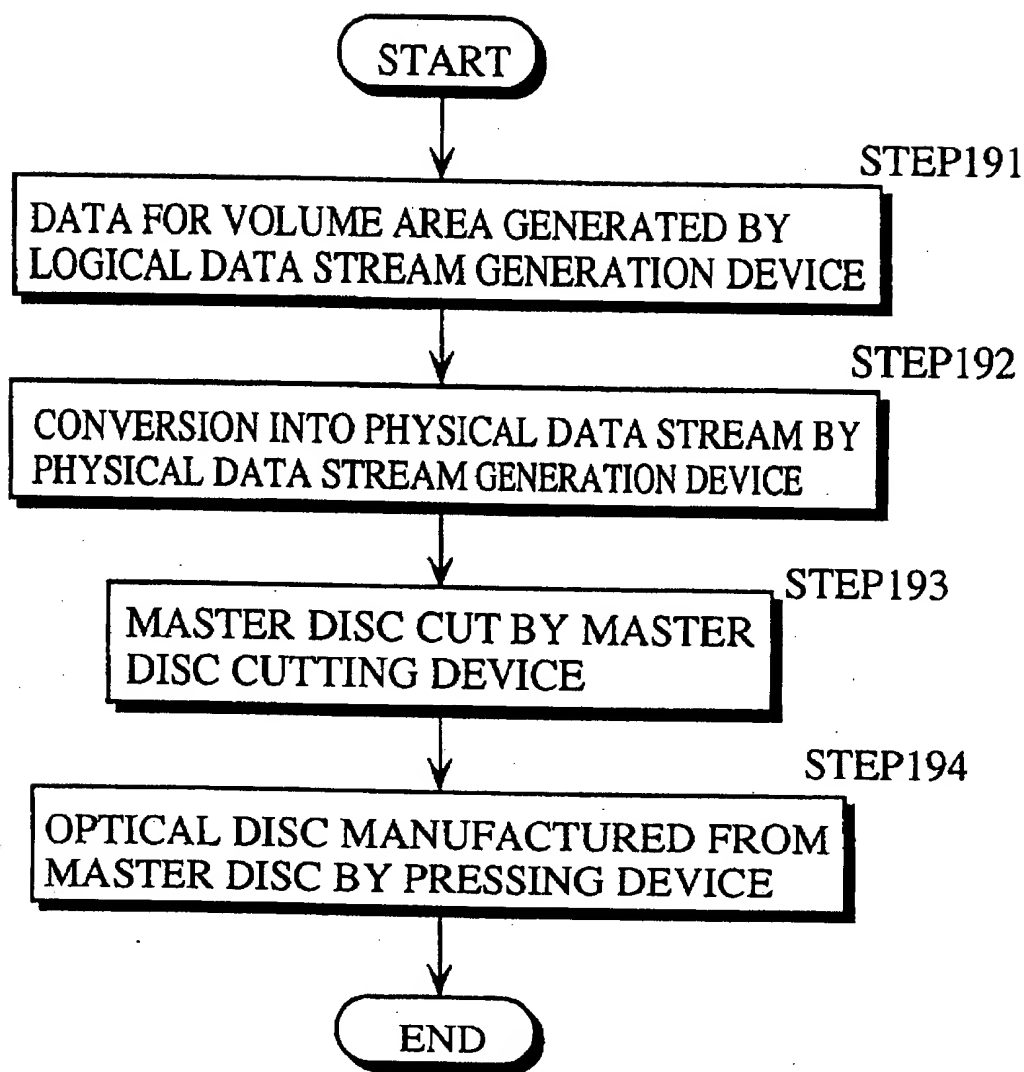 START
STEP191
DATA FOR VOLUME AREA GENERATED BY
LOGICAL DATA STREAM GENERATION DEVICE
STEP192
CONVERSION INTO PHYSICAL DATA STREAM BY
PHYSICAL DATA STREAM GENERATION DEVICE
STEP193
MASTER DISC CUT BY MASTER
DISC CUTTING DEVICE
STEP194
OPTICAL DISC MANUFACTURED FROM
MASTER DISC BY PRESSING DEVICE
END